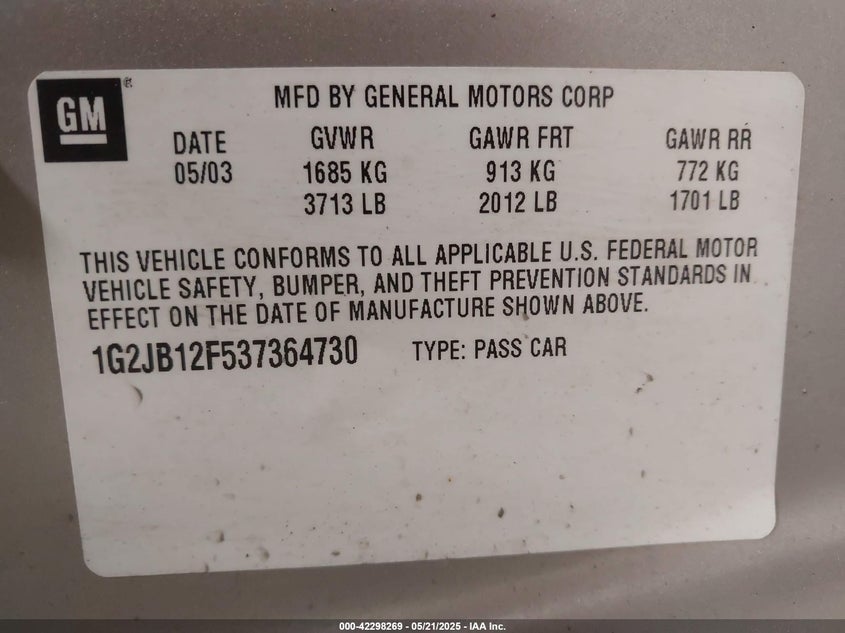 GM®
MFD BY GENERAL MOTORS CORP
DATE GVWR GAWR FRT GAWR RR
05/03 1685 KG 913 KG 772 KG
3713 LB 2012 LB 1701 LB
THIS VEHICLE CONFORMS TO ALL APPLICABLE U.S. FEDERAL MOTOR
VEHICLE SAFETY, BUMPER, AND THEFT PREVENTION STANDARDS IN
EFFECT ON THE DATE OF MANUFACTURE SHOWN ABOVE.
1G2JB12F537364730 TYPE: PASS CAR
000-42298269 - 05/21/2025 - IAA Inc.